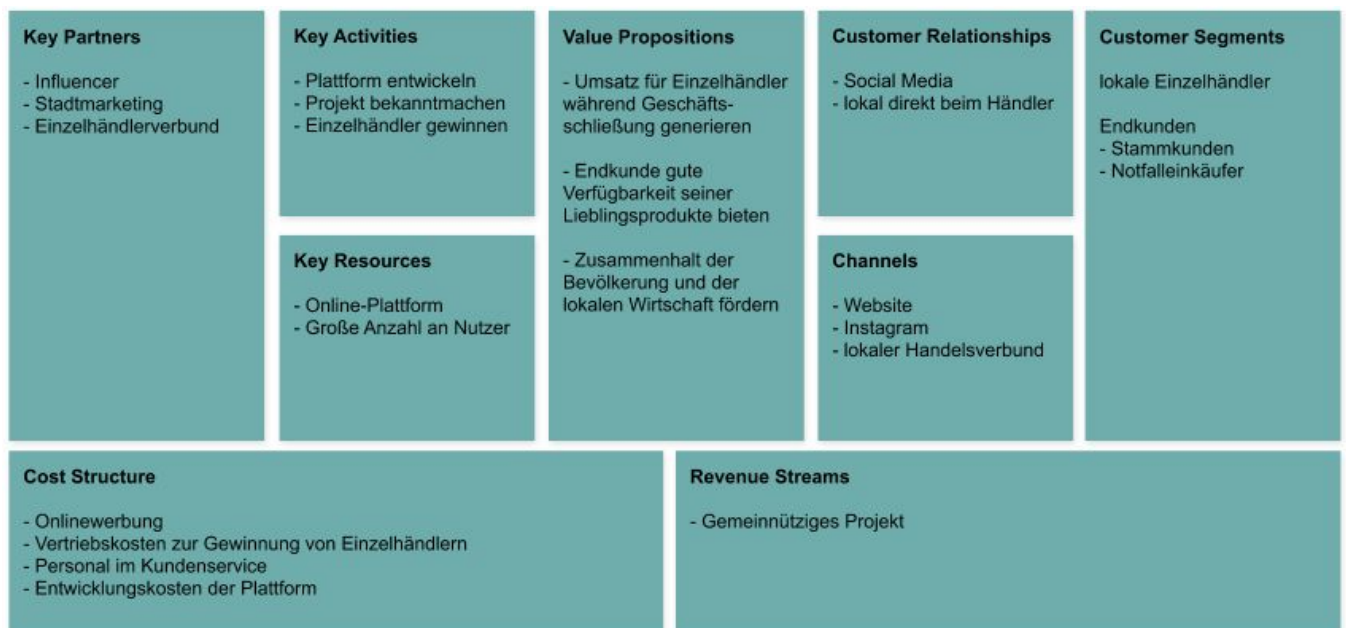 Key Partners
- Influencer
- Stadtmarketing
- Einzelhändlerverbund
Key Activities
- Plattform entwickeln
- Projekt bekanntmachen
- Einzelhändler gewinnen
Key Resources
- Online-Plattform
- Große Anzahl an Nutzer
Value Propositions
- Umsatz für Einzelhändler
während Geschäfts-
schließung generieren
- Endkunde gute
Verfügbarkeit seiner
Lieblingsprodukte bieten
- Zusammenhalt der
Bevölkerung und der
lokalen Wirtschaft fördern
Customer Relationships
- Social Media
- lokal direkt beim Händler
Channels
- Website
- Instagram
- lokaler Handelsverbund
Customer Segments
lokale Einzelhändler
Endkunden
- Stammkunden
- Notfalleinkäufer
Cost Structure
- Onlinewerbung
- Vertriebskosten zur Gewinnung von Einzelhändlern
- Personal im Kundenservice
- Entwicklungskosten der Plattform
Revenue Streams
- Gemeinnütziges Projekt